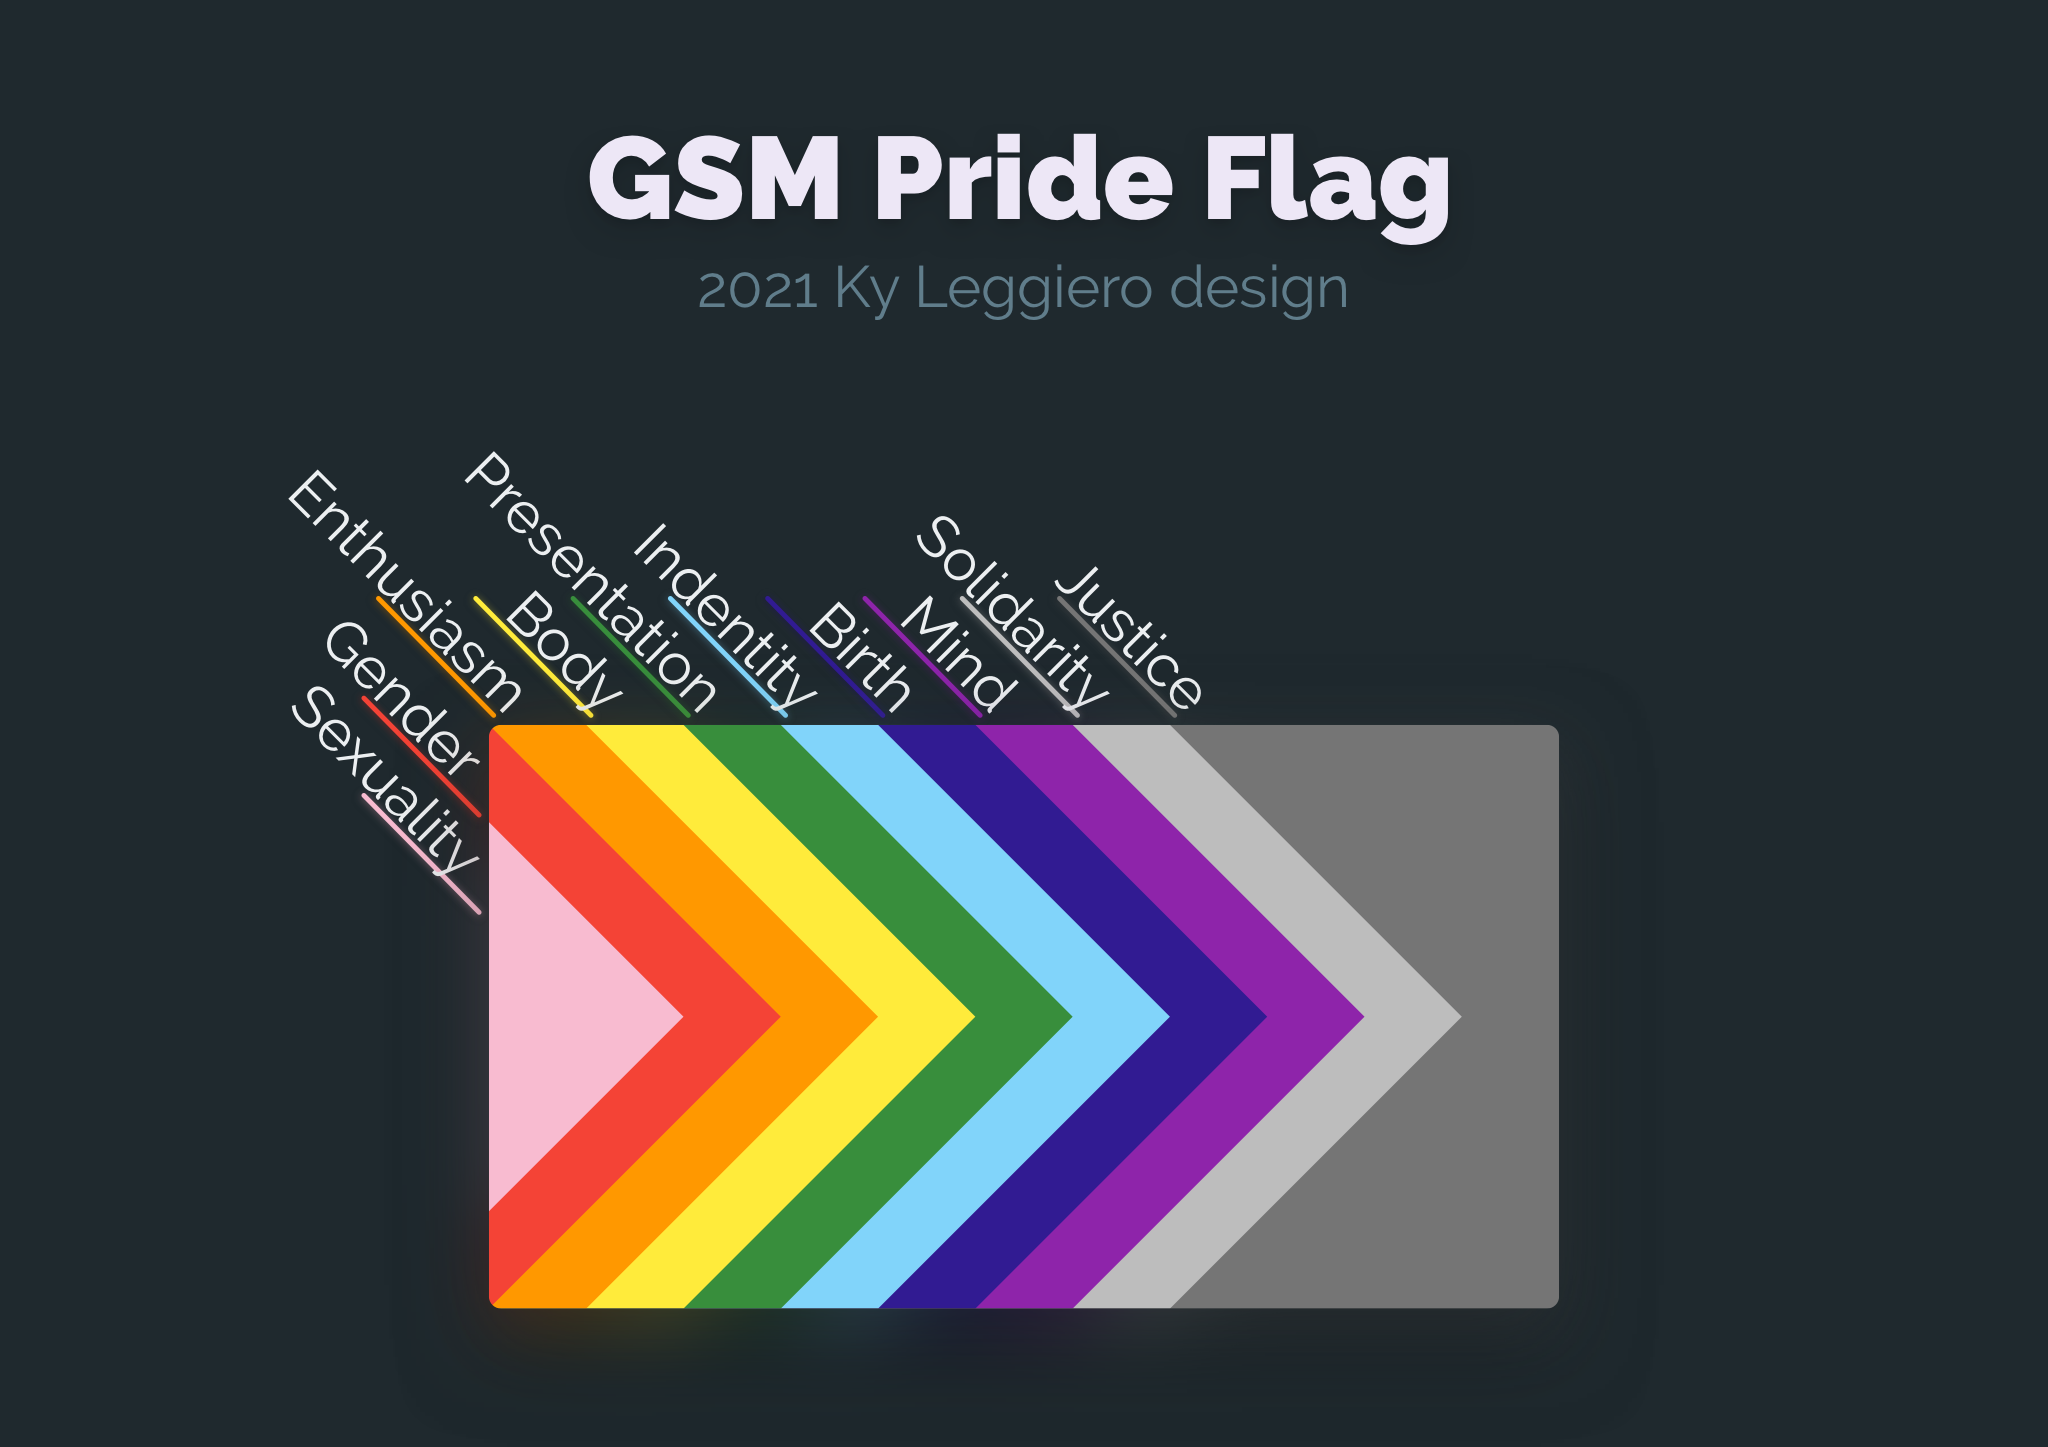 GSM Pride Flag
2021 Ky Leggiero design
Sexuality
Gender
Enthusiasm
Body
Presentation
Indentity
Birth
Mind
Solidarity
Justice